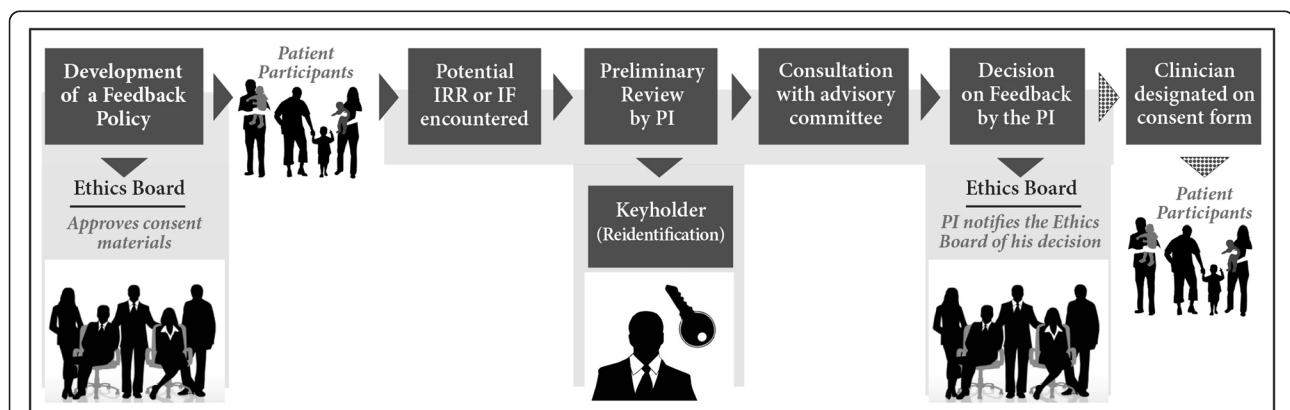 Development
of a Feedback
Policy
Ethics Board
Approves consent
materials
Patient
Participants
Potential
IRR or IF
encountered
Preliminary
Review
by PI
Keyholder
(Reidentification)
Consultation
with advisory
committee
Decision
on Feedback
by the PI
Ethics Board
PI notifies the Ethics
Board of his decision
Clinician
designated on
consent form
Patient
Participants